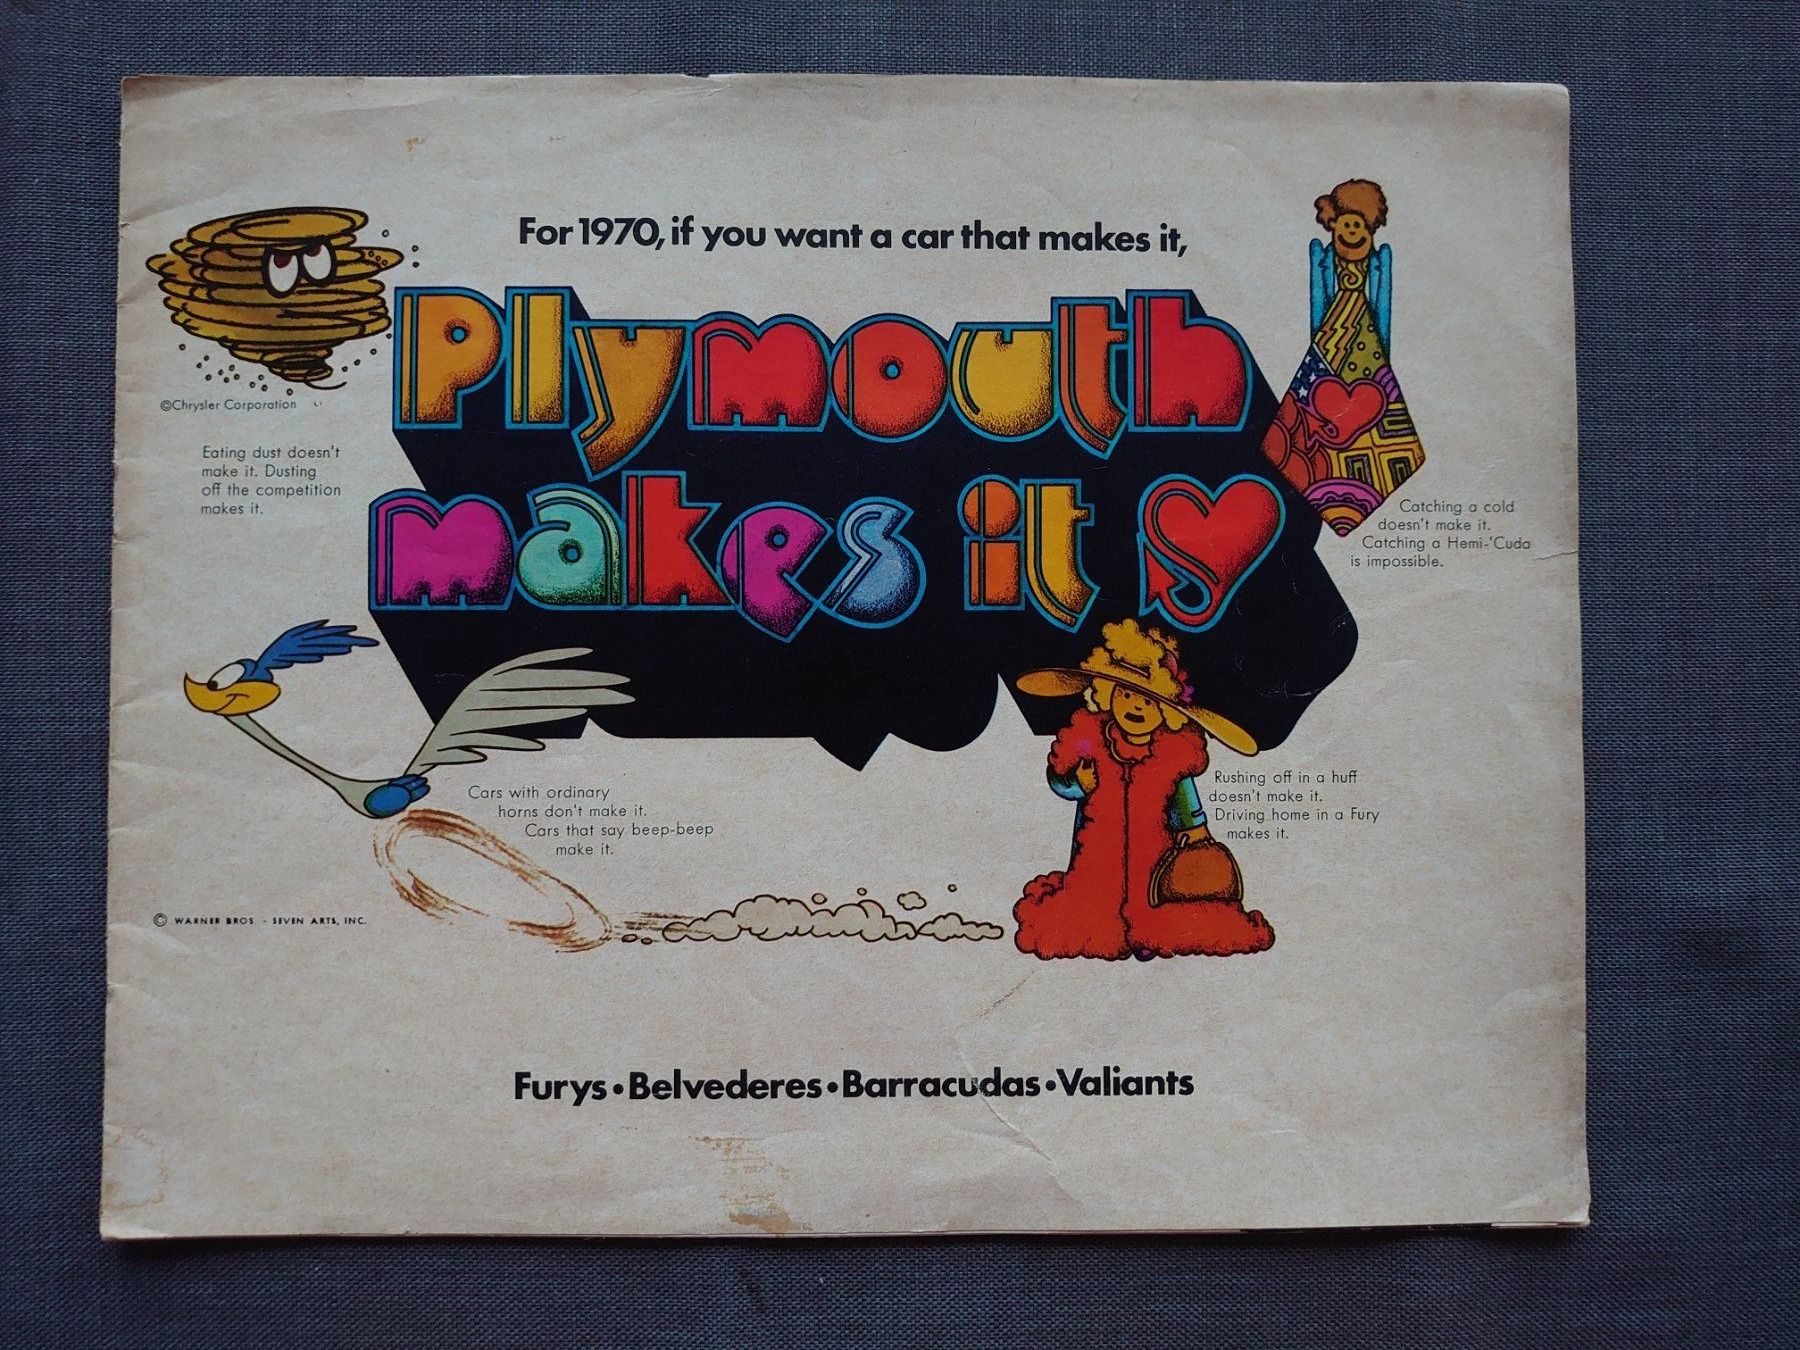 For 1970, if you want a car that makes it,
Plymouth
makes it
©Chrysler Corporation
Eating dust doesn't
make it. Dusting
off the competition
makes it.
Catching a cold
doesn't make it.
Catching a Hemi-'Cuda
is impossible.
Cars with ordinary
horns don't make it.
Cars that say beep-beep
make it.
Rushing off in a huff
doesn't make it.
Driving home in a Fury
makes it.
© WARNER BROS. - SEVEN ARTS, INC.
Furys • Belvederes • Barracudas • Valiants